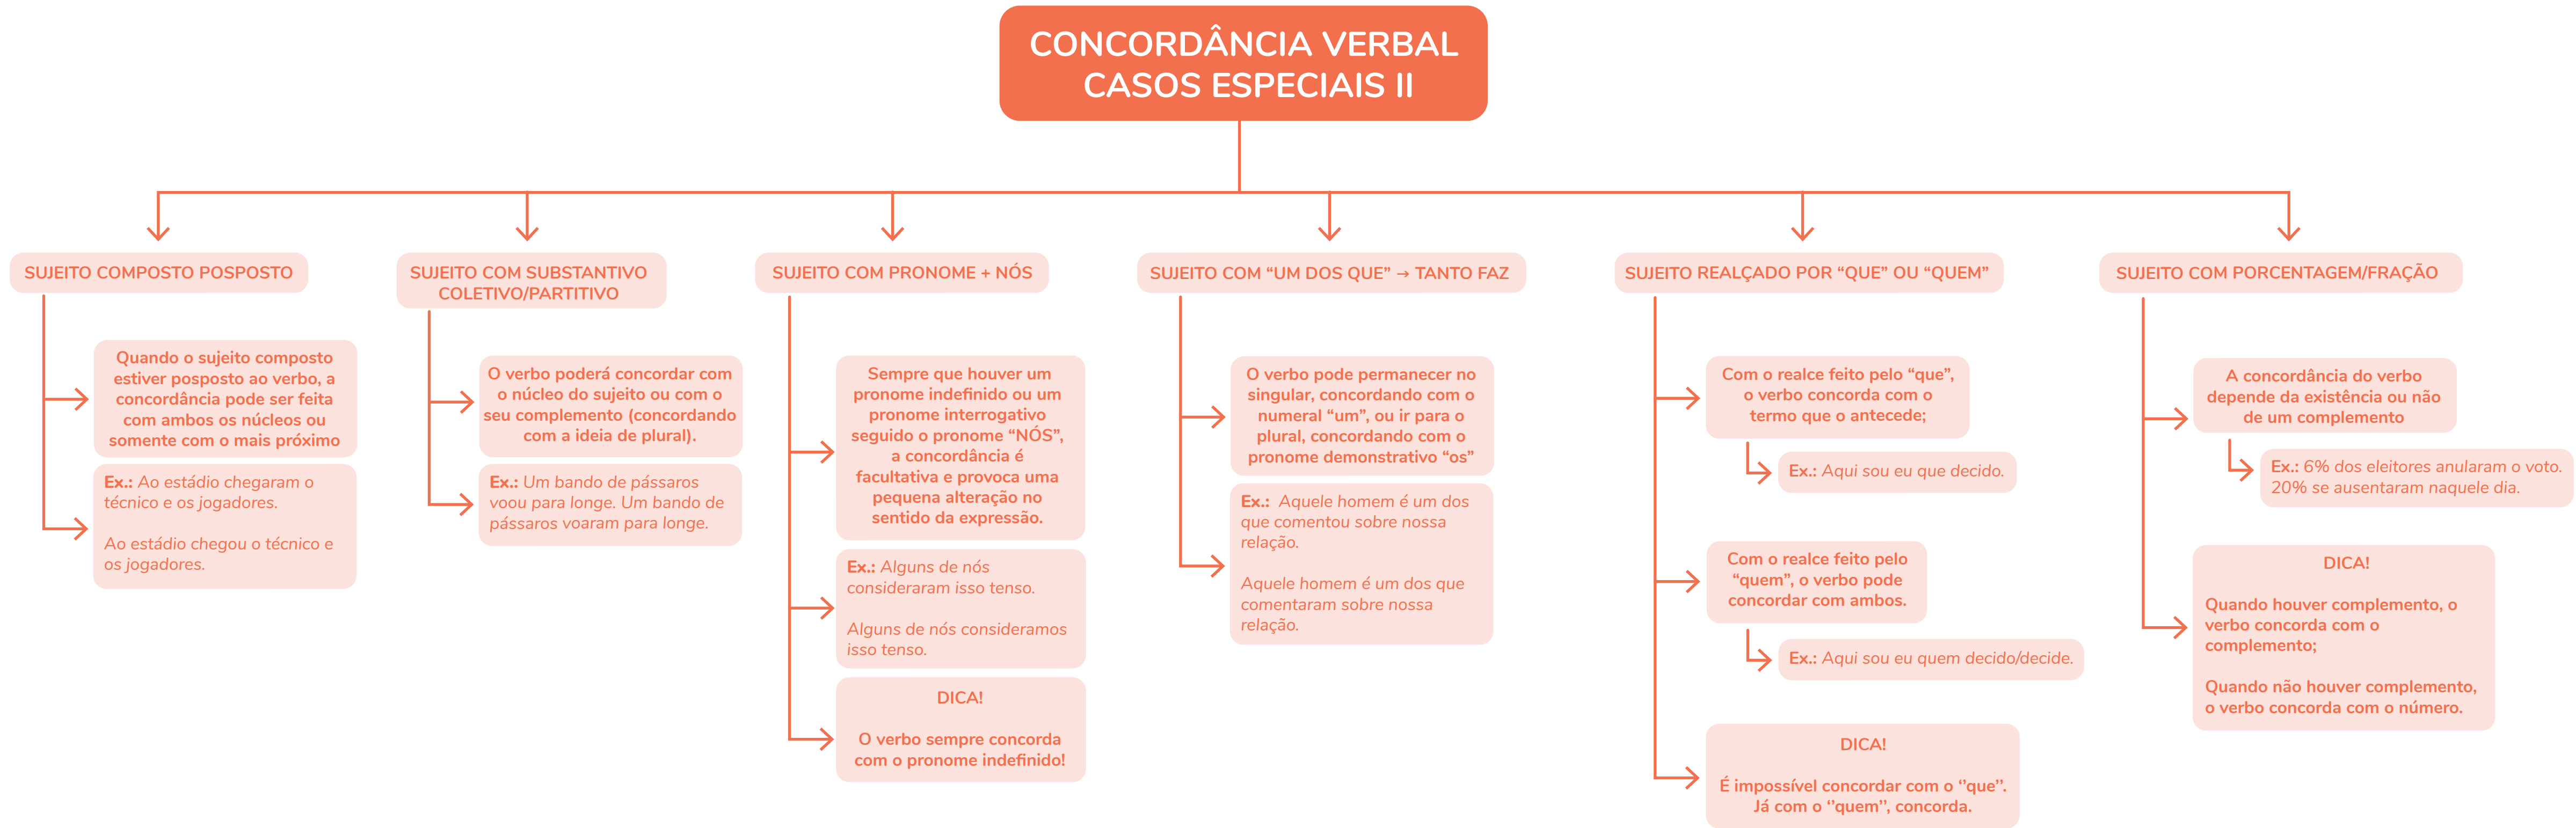 CONCORDÂNCIA VERBAL
CASOS ESPECIAIS II
SUJEITO COMPOSTO POSPOSTO
Quando o sujeito composto
estiver posposto ao verbo, a
concordância pode ser feita
com ambos os núcleos ou
somente com o mais próximo
Ex.: Ao estádio chegaram o
técnico e os jogadores.
Ao estádio chegou o técnico e
os jogadores.
SUJEITO COM SUBSTANTIVO
COLETIVO/PARTITIVO
O verbo poderá concordar com
o núcleo do sujeito ou com o
seu complemento (concordando
com a ideia de plural).
Ex.: Um bando de pássaros
voou para longe. Um bando de
pássaros voaram para longe.
SUJEITO COM PRONOME + NÓS
Sempre que houver um
pronome indefinido ou um
pronome interrogativo
seguido o pronome “NÓS”,
a concordância é
facultativa e provoca uma
pequena alteração no
sentido da expressão.
Ex.: Alguns de nós
consideraram isso tenso.
Alguns de nós consideramos
isso tenso.
DICA!
O verbo sempre concorda
com o pronome indefinido!
SUJEITO COM “UM DOS QUE” → TANTO FAZ
O verbo pode permanecer no
singular, concordando com o
numeral “um”, ou ir para o
plural, concordando com o
pronome demonstrativo “os”
Ex.: Aquele homem é um dos
que comentou sobre nossa
relação.
Aquele homem é um dos que
comentaram sobre nossa
relação.
SUJEITO REALÇADO POR “QUE” OU “QUEM”
Com o realce feito pelo “que”,
o verbo concorda com o
termo que o antecede;
Ex.: Aqui sou eu que decido.
Com o realce feito pelo
“quem”, o verbo pode
concordar com ambos.
Ex.: Aqui sou eu quem decido/decide.
DICA!
É impossível concordar com o ‘’que’’.
Já com o ‘’quem’’, concorda.
SUJEITO COM PORCENTAGEM/FRAÇÃO
A concordância do verbo
depende da existência ou não
de um complemento
Ex.: 6% dos eleitores anularam o voto.
20% se ausentaram naquele dia.
DICA!
Quando houver complemento, o
verbo concorda com o
complemento;
Quando não houver complemento,
o verbo concorda com o número.